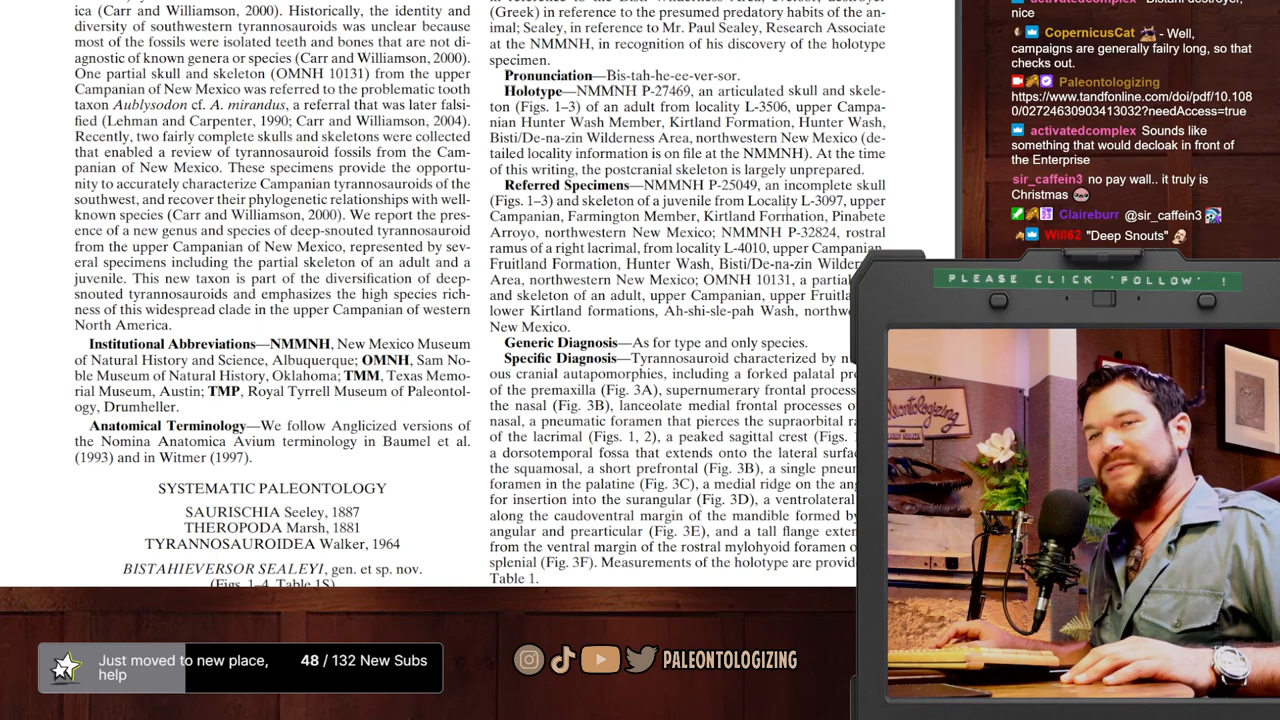 ica (Carr and Williamson, 2000). Historically, the identity and
diversity of southwestern tyrannosauroids was unclear because
most of the fossils were isolated teeth and bones that are not di-
agnostic of known genera or species (Carr and Williamson, 2000).
One partial skull and skeleton (OMNH 10131) from the upper
Campanian of New Mexico was referred to the problematic tooth
taxon Aublysodon cf. A. mirandus, a referral that was later falsi-
fied (Lehman and Carpenter, 1990; Carr and Williamson, 2004).
Recently, two fairly complete skulls and skeletons were collected
that enabled a review of tyrannosauroid fossils from the Cam-
panian of New Mexico. These specimens provide the opportu-
nity to accurately characterize Campanian tyrannosauroids of the
southwest, and recover their phylogenetic relationships with well-
known species (Carr and Williamson, 2000). We report the pres-
ence of a new genus and species of deep-snouted tyrannosauroid
from the upper Campanian of New Mexico, represented by sev-
eral specimens including the partial skeleton of an adult and a
juvenile. This new taxon is part of the diversification of deep-
snouted tyrannosauroids and emphasizes the high species rich-
ness of this widespread clade in the upper Campanian of western
North America.
Institutional Abbreviations—NMMNH, New Mexico Museum
of Natural History and Science, Albuquerque; OMNH, Sam No-
ble Museum of Natural History, Oklahoma; TMM, Texas Memo-
rial Museum, Austin; TMP, Royal Tyrrell Museum of Paleontol-
ogy, Drumheller.
Anatomical Terminology—We follow Anglicized versions of
the Nomina Anatomica Avium terminology in Baumel et al.
(1993) and in Witmer (1997).
SYSTEMATIC PALEONTOLOGY
SAURISCHIA Seeley, 1887
THEROPODA Marsh, 1881
TYRANNOSAUROIDEA Walker, 1964
BISTAHIEVERSOR SEALEYI, gen. et sp. nov.
(Figs. 1–4, Table 1S)
(Greek) in reference to the presumed predatory habits of the an-
imal; Sealey, in reference to Mr. Paul Sealey, Research Associate
at the NMMNH, in recognition of his discovery of the holotype
specimen.
Pronunciation—Bis-tah-he-ee-ver-sor.
Holotype—NMMNH P-27469, an articulated skull and skele-
ton (Figs. 1–3) of an adult from locality L-3506, upper Campa-
nian Hunter Wash Member, Kirtland Formation, Hunter Wash,
Bisti/De-na-zin Wilderness Area, northwestern New Mexico (de-
tailed locality information is on file at the NMMNH). At the time
of this writing, the postcranial skeleton is largely unprepared.
Referred Specimens—NMMNH P-25049, an incomplete skull
(Figs. 1–3) and skeleton of a juvenile from Locality L-3097, upper
Campanian, Farmington Member, Kirtland Formation, Pinabete
Arroyo, northwestern New Mexico; NMMNH P-32824, rostral
ramus of a right lacrimal, from locality L-4010, upper Campanian
Fruitland Formation, Hunter Wash, Bisti/De-na-zin Wilder
Area, northwestern New Mexico; OMNH 10131, a partial
and skeleton of an adult, upper Campanian, upper Fruitla
lower Kirtland formations, Ah-shi-sle-pah Wash, northw
New Mexico.
Generic Diagnosis—As for type and only species.
Specific Diagnosis—Tyrannosauroid characterized by n
ous cranial autapomorphies, including a forked palatal pr
of the premaxilla (Fig. 3A), supernumerary frontal process
the nasal (Fig. 3B), lanceolate medial frontal processes o
nasal, a pneumatic foramen that pierces the supraorbital ra
of the lacrimal (Figs. 1, 2), a peaked sagittal crest (Figs.
a dorsotemporal fossa that extends onto the lateral surfa
the squamosal, a short prefrontal (Fig. 3B), a single pneum
foramen in the palatine (Fig. 3C), a medial ridge on the an
for insertion into the surangular (Fig. 3D), a ventrolateral
along the caudoventral margin of the mandible formed by
angular and prearticular (Fig. 3E), and a tall flange exten
from the ventral margin of the rostral mylohyoid foramen o
splenial (Fig. 3F). Measurements of the holotype are provide
Table 1.
nice
CopernicusCat - Well,
campaigns are generally fairly long, so that
checks out.
Paleontologizing
https://www.tandfonline.com/doi/pdf/10.108
0/02724630903413032?needAccess=true
activatedcomplex Sounds like
something that would decloak in front of
the Enterprise
sir_caffein3 no pay wall.. it truly is
Christmas
Claireburr @sir_caffein3
Will62 "Deep Snouts"
PLEASE CLICK 'FOLLOW' !
Just moved to new place,
help
48 / 132 New Subs
PALEONTOLOGIZING